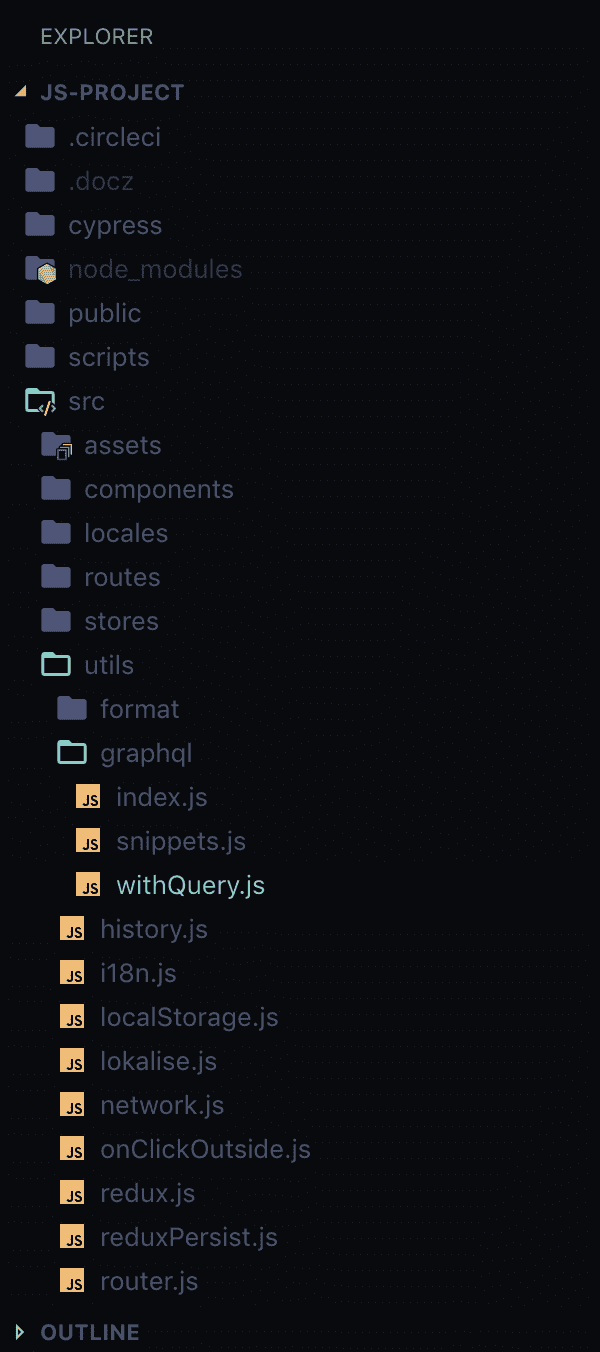 EXPLORER
JS-PROJECT
.circleci
.docz
cypress
node_modules
public
scripts
src
assets
components
locales
routes
stores
utils
format
graphql
JS index.js
JS snippets.js
JS withQuery.js
JS history.js
JS i18n.js
JS localStorage.js
JS lokalise.js
JS network.js
JS onClickOutside.js
JS redux.js
JS reduxPersist.js
JS router.js
OUTLINE